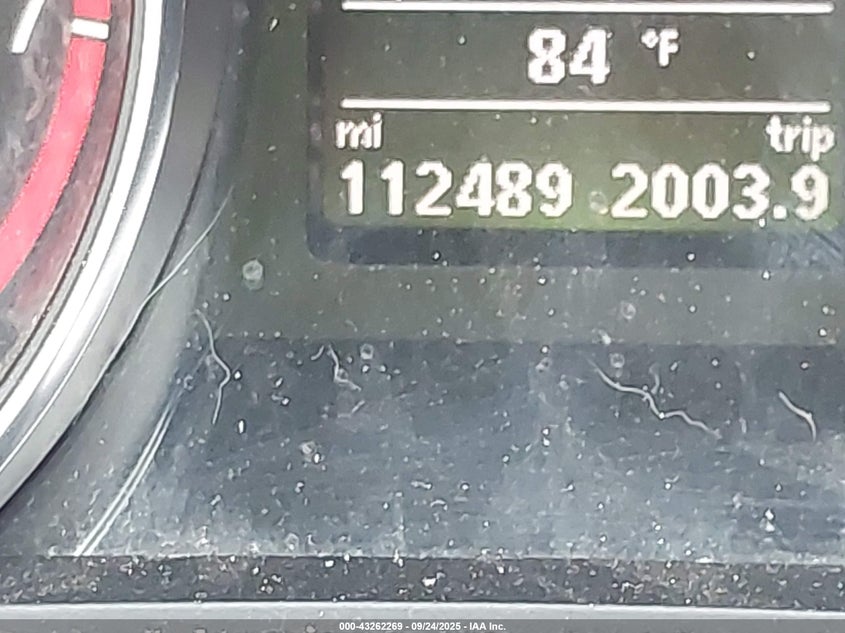 84 °F
mi trip
112489 2003.9
000-43262269 - 09/24/2025 - IAA Inc.